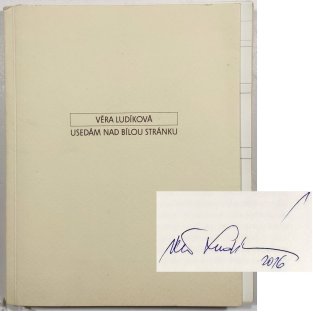 VĚRA LUDÍKOVÁ
USEDÁM NAD BÍLOU STRÁNKU
2016